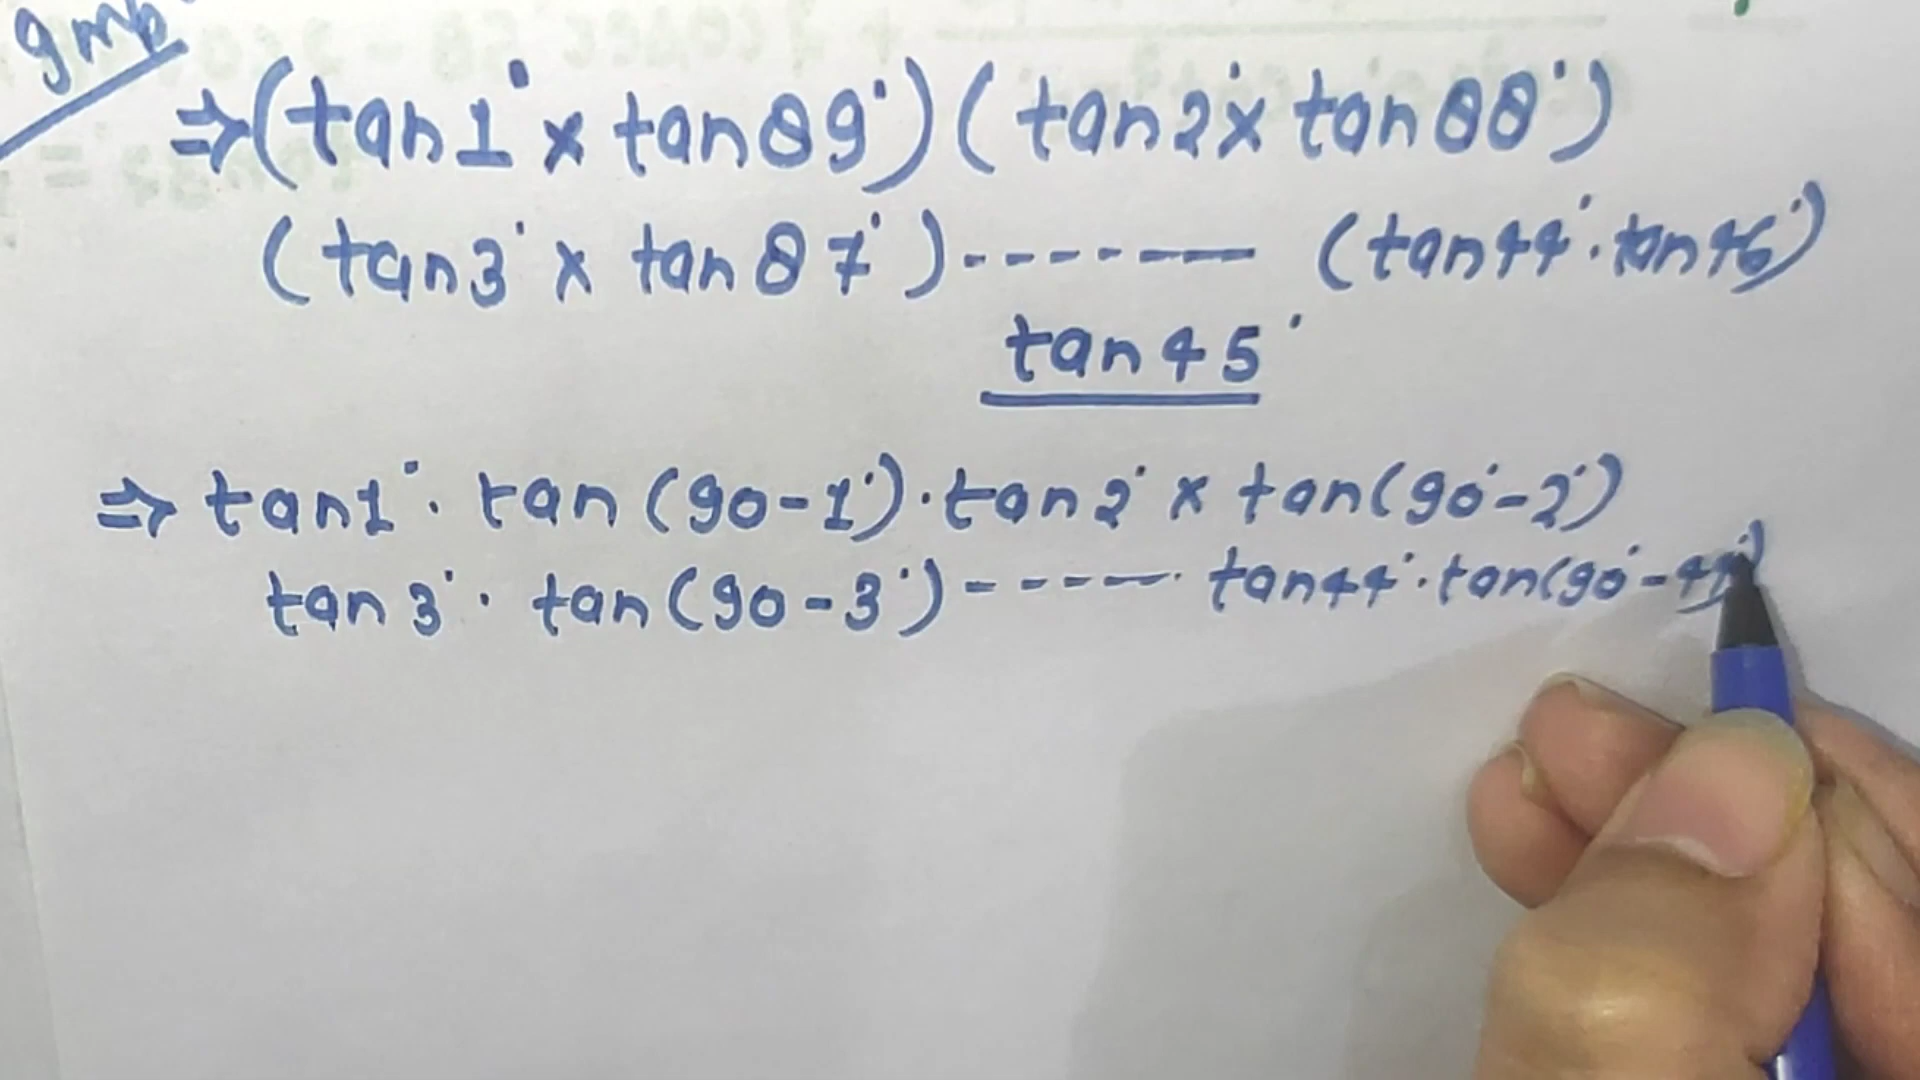 gmp
⇒(tan1° × tan89°)(tan2° × tan88°)
(tan3° × tan87°)------- (tan44°·tan46°)
tan45°
⇒ tan1° · tan(90-1°)·tan2° × tan(90°-2°)
tan3° · tan(90-3°)------ tan44°·tan(90°-44°)